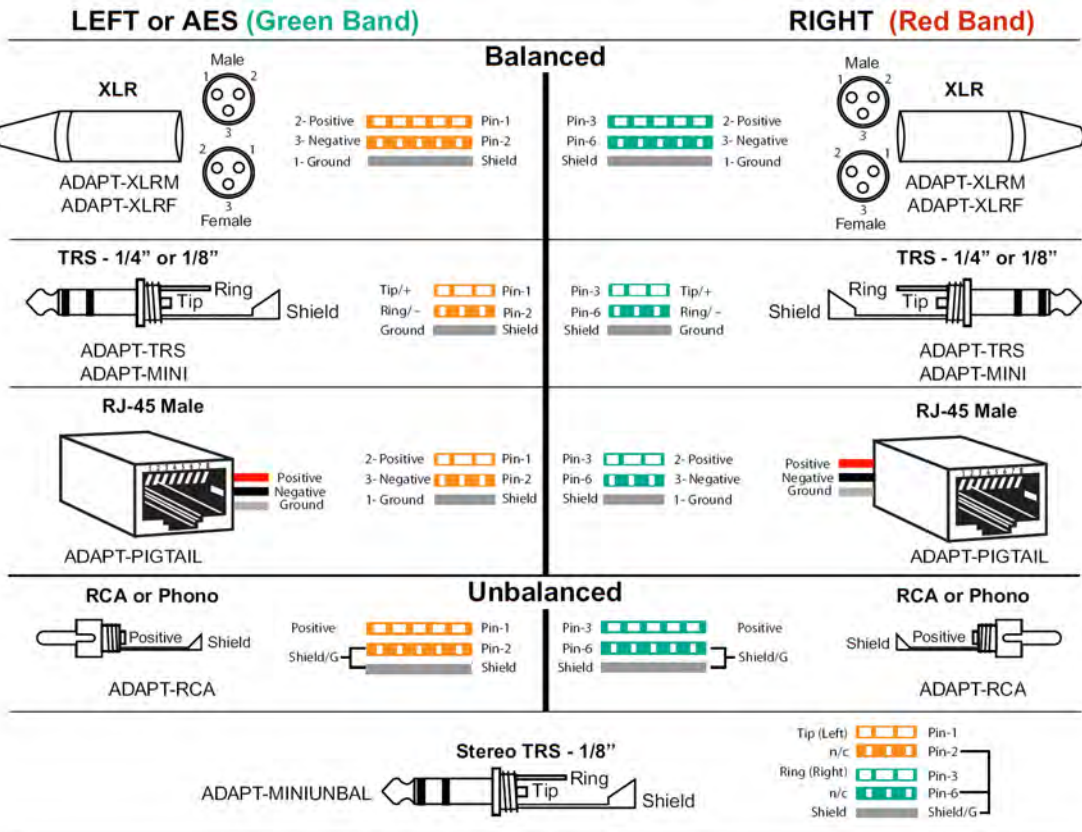 LEFT or AES (Green Band)
RIGHT (Red Band)
Balanced
XLR
Male
1 2
3
2 1
3
Female
ADAPT-XLRM
ADAPT-XLRF
2- Positive Pin-1
3- Negative Pin-2
1- Ground Shield
Pin-3 2- Positive
Pin-6 3- Negative
Shield 1- Ground
Male
1 2
3
2 1
3
Female
XLR
ADAPT-XLRM
ADAPT-XLRF
TRS - 1/4” or 1/8”
Ring
Tip
Shield
ADAPT-TRS
ADAPT-MINI
Tip/+ Pin-1
Ring/ - Pin-2
Ground Shield
Pin-3 Tip/+
Pin-6 Ring/ -
Shield Ground
TRS - 1/4” or 1/8”
Ring
Tip
Shield
ADAPT-TRS
ADAPT-MINI
RJ-45 Male
1 2 3 4 5 6 7 8
Positive
Negative
Ground
ADAPT-PIGTAIL
2- Positive Pin-1
3- Negative Pin-2
1- Ground Shield
Pin-3 2- Positive
Pin-6 3- Negative
Shield 1- Ground
RJ-45 Male
Positive
Negative
Ground
ADAPT-PIGTAIL
Unbalanced
RCA or Phono
Positive Shield
ADAPT-RCA
Positive Pin-1
Pin-2
Shield/G
Shield
Pin-3 Positive
Pin-6
Shield/G
Shield
RCA or Phono
Shield Positive
ADAPT-RCA
Stereo TRS - 1/8”
ADAPT-MINIUNBAL
Ring
Tip
Shield
Tip (Left) Pin-1
n/c Pin-2
Ring (Right) Pin-3
n/c Pin-6
Shield Shield/G